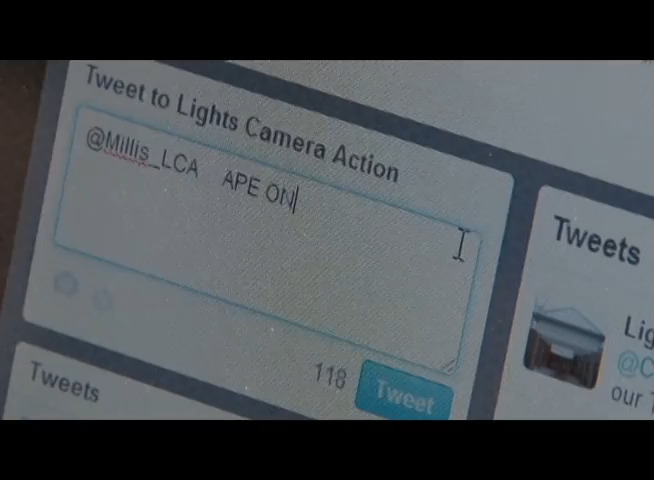 Tweet to Lights Camera Action
@Millis_LCA APE ON
118
Tweet
Tweets
Tweets
Lig
@C
our